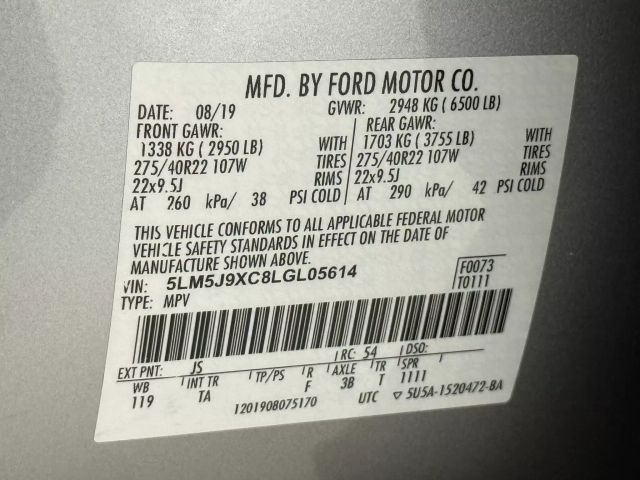 MFD. BY FORD MOTOR CO.
DATE: 08/19 GVWR: 2948 KG ( 6500 LB)
FRONT GAWR: REAR GAWR:
1338 KG ( 2950 LB) WITH 1703 KG ( 3755 LB) WITH
275/40R22 107W TIRES 275/40R22 107W TIRES
22x9.5J RIMS 22x9.5J RIMS
AT 260 kPa/ 38 PSI COLD AT 290 kPa/ 42 PSI COLD
THIS VEHICLE CONFORMS TO ALL APPLICABLE FEDERAL MOTOR
VEHICLE SAFETY STANDARDS IN EFFECT ON THE DATE OF
MANUFACTURE SHOWN ABOVE.
VIN: 5LM5J9XC8LGL05614 F0073
TYPE: MPV T0111
EXT PNT: JS RC: 54 DSO:
WB INT TR TP/PS R AXLE TR SPR
119 TA F 3B T 1111
1201908075170 UTC ▽ 5U5A-1520472-BA